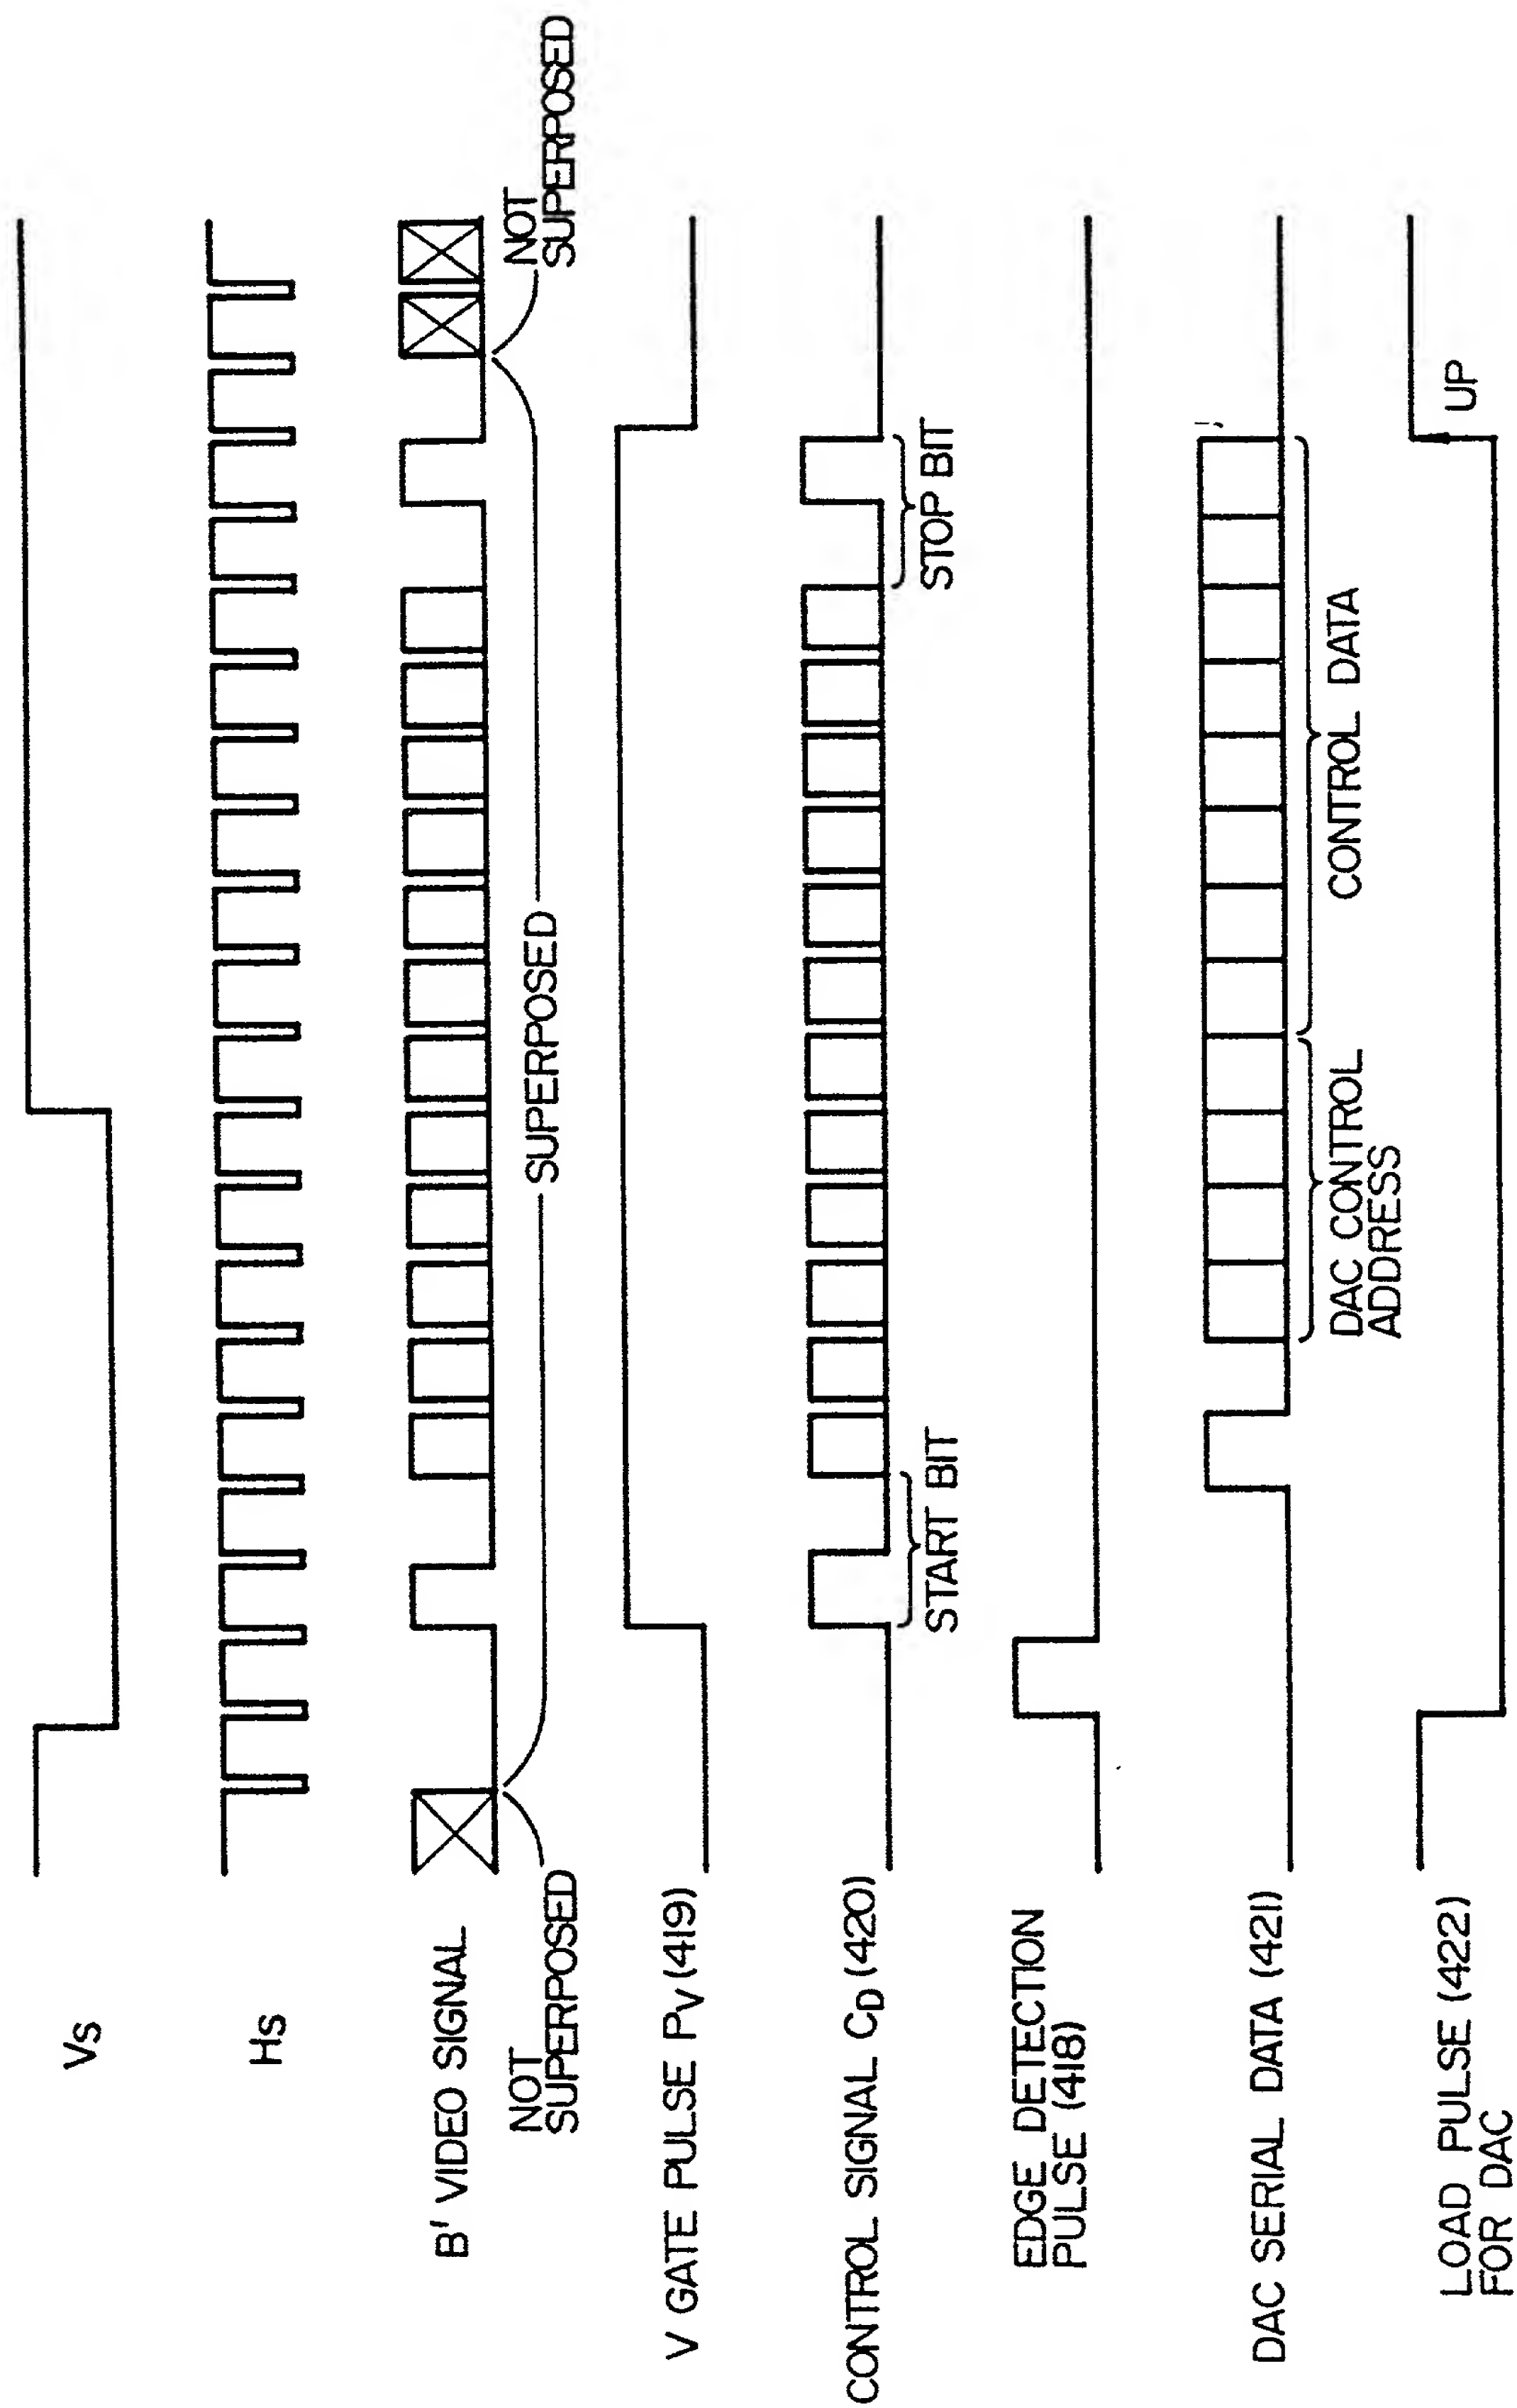 Vs
Hs
B' VIDEO SIGNAL
NOT
SUPERPOSED
SUPERPOSED
NOT
SUPERPOSED
V GATE PULSE PV (419)
CONTROL SIGNAL CD (420)
START BIT
STOP BIT
EDGE DETECTION
PULSE (418)
DAC SERIAL DATA (421)
DAC CONTROL
ADDRESS
CONTROL DATA
LOAD PULSE (422)
FOR DAC
UP